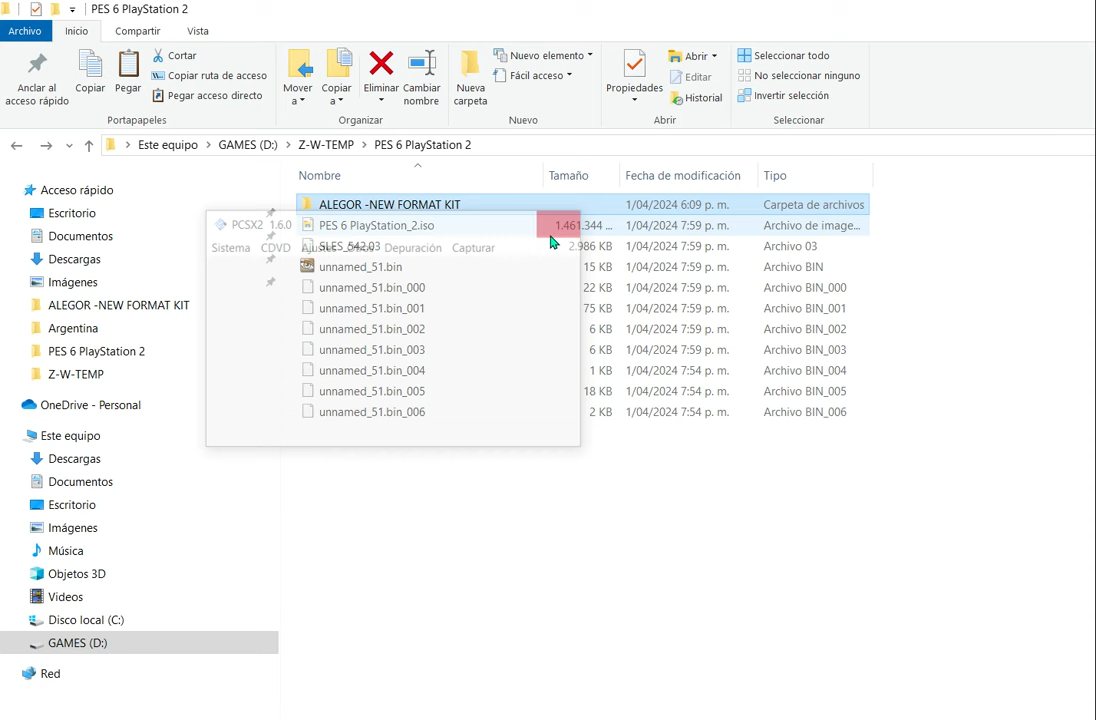 PES 6 PlayStation 2
Archivo Inicio Compartir Vista
Anclar al acceso rápido
Copiar
Pegar
Cortar
Copiar ruta de acceso
Pegar acceso directo
Portapapeles
Mover a
Copiar a
Eliminar
Cambiar nombre
Organizar
Nueva carpeta
Nuevo elemento
Fácil acceso
Nuevo
Propiedades
Abrir
Editar
Historial
Abrir
Seleccionar todo
No seleccionar ninguno
Invertir selección
Seleccionar
Este equipo > GAMES (D:) > Z-W-TEMP > PES 6 PlayStation 2
Acceso rápido
Escritorio
Documentos
Descargas
Imágenes
ALEGOR -NEW FORMAT KIT
Argentina
PES 6 PlayStation 2
Z-W-TEMP
OneDrive - Personal
Este equipo
Descargas
Documentos
Escritorio
Imágenes
Música
Objetos 3D
Videos
Disco local (C:)
GAMES (D:)
Red
Nombre Tamaño Fecha de modificación Tipo
ALEGOR -NEW FORMAT KIT 1/04/2024 6:09 p. m. Carpeta de archivos
PES 6 PlayStation_2.iso 1.461.344 ... 1/04/2024 7:59 p. m. Archivo de image...
SLES_542.03 2.986 KB 1/04/2024 7:59 p. m. Archivo 03
unnamed_51.bin 15 KB 1/04/2024 7:59 p. m. Archivo BIN
unnamed_51.bin_000 22 KB 1/04/2024 7:59 p. m. Archivo BIN_000
unnamed_51.bin_001 75 KB 1/04/2024 7:59 p. m. Archivo BIN_001
unnamed_51.bin_002 6 KB 1/04/2024 7:59 p. m. Archivo BIN_002
unnamed_51.bin_003 6 KB 1/04/2024 7:59 p. m. Archivo BIN_003
unnamed_51.bin_004 1 KB 1/04/2024 7:54 p. m. Archivo BIN_004
unnamed_51.bin_005 18 KB 1/04/2024 7:54 p. m. Archivo BIN_005
unnamed_51.bin_006 2 KB 1/04/2024 7:54 p. m. Archivo BIN_006
PCSX2 1.6.0
Sistema CDVD Ajustes Depuración Capturar